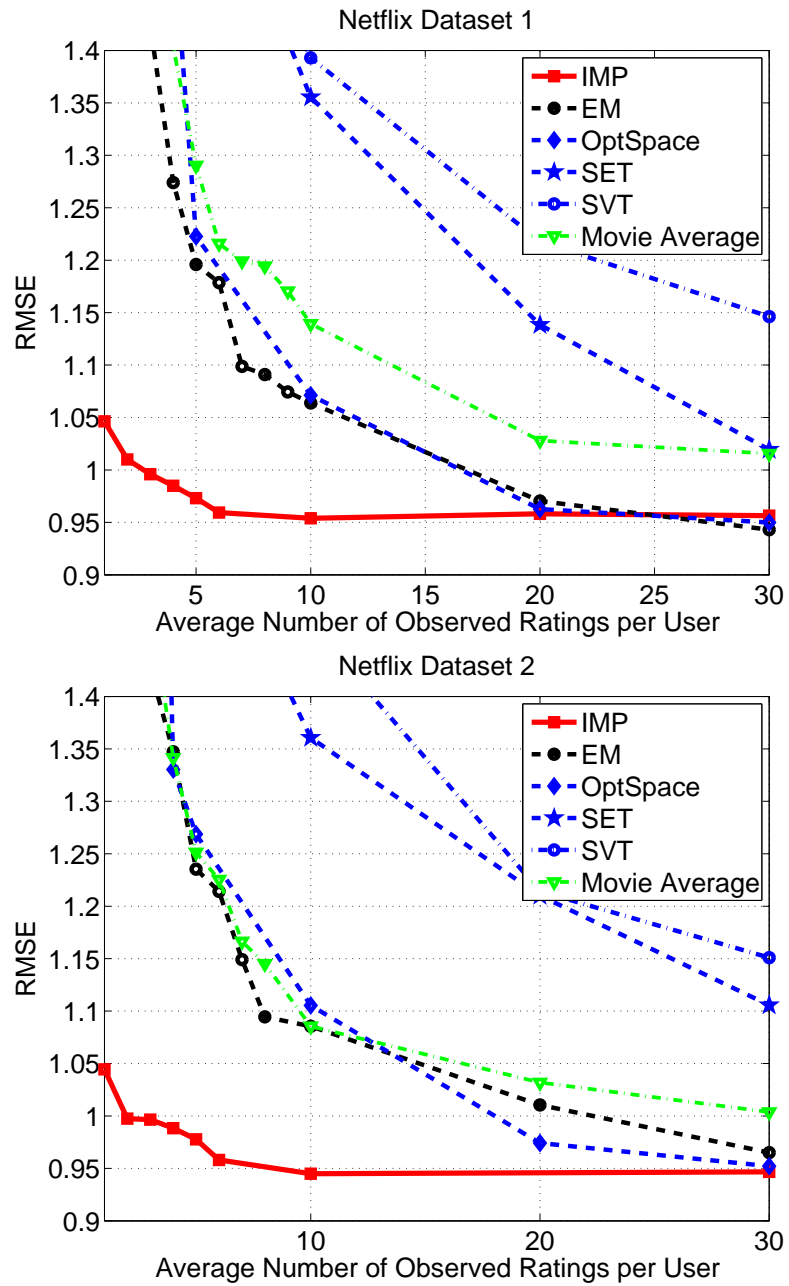 Netflix Dataset 1
1.4
1.35
1.3
1.25
1.2
1.15
1.1
1.05
1
0.95
0.9
RMSE
IMP
EM
OptSpace
SET
SVT
Movie Average
5 10 15 20 25 30
Average Number of Observed Ratings per User
Netflix Dataset 2
1.4
1.35
1.3
1.25
1.2
1.15
1.1
1.05
1
0.95
0.9
RMSE
IMP
EM
OptSpace
SET
SVT
Movie Average
10 20 30
Average Number of Observed Ratings per User